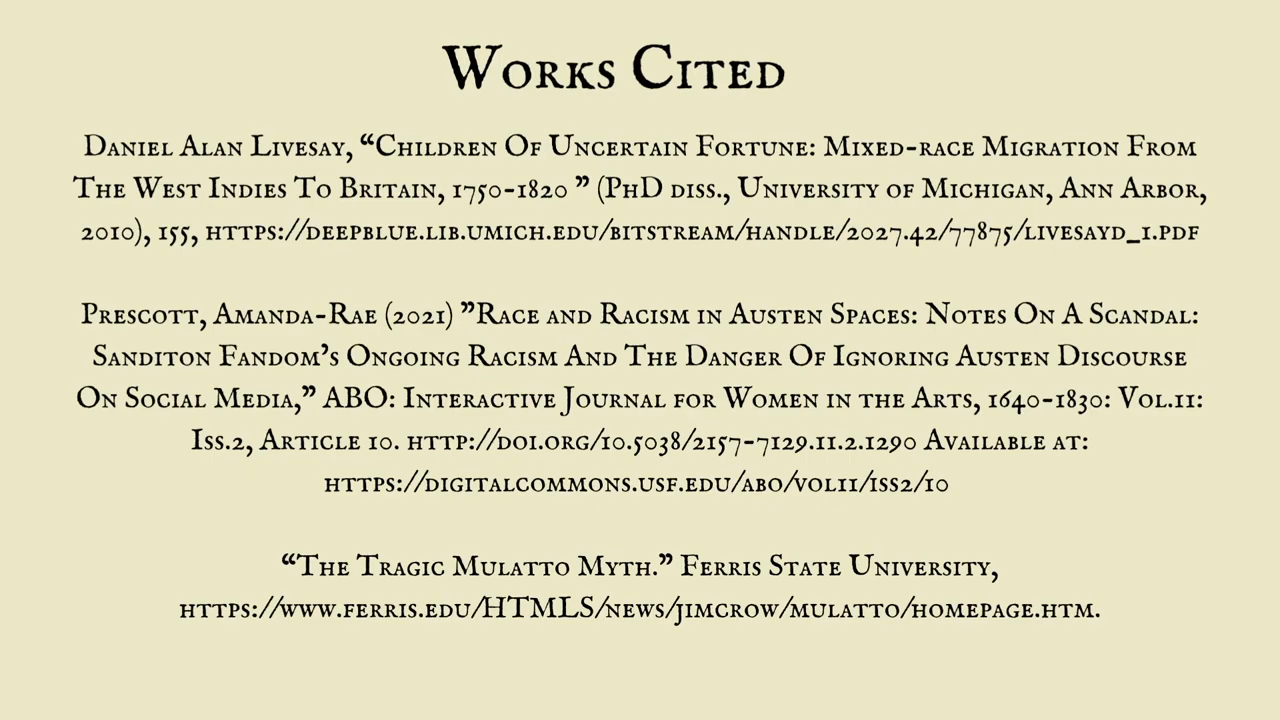 Works Cited
Daniel Alan Livesay, “Children Of Uncertain Fortune: Mixed-race Migration From
The West Indies To Britain, 1750-1820 ” (PhD diss., University of Michigan, Ann Arbor,
2010), 155, https://deepblue.lib.umich.edu/bitstream/handle/2027.42/77875/livesayd_1.pdf
Prescott, Amanda-Rae (2021) ”Race and Racism in Austen Spaces: Notes On A Scandal:
Sanditon Fandom’s Ongoing Racism And The Danger Of Ignoring Austen Discourse
On Social Media,” ABO: Interactive Journal for Women in the Arts, 1640-1830: Vol.11:
Iss.2, Article 10. http://doi.org/10.5038/2157-7129.11.2.1290 Available at:
https://digitalcommons.usf.edu/abo/vol11/iss2/10
“The Tragic Mulatto Myth.” Ferris State University,
https://www.ferris.edu/HTMLS/news/jimcrow/mulatto/homepage.htm.